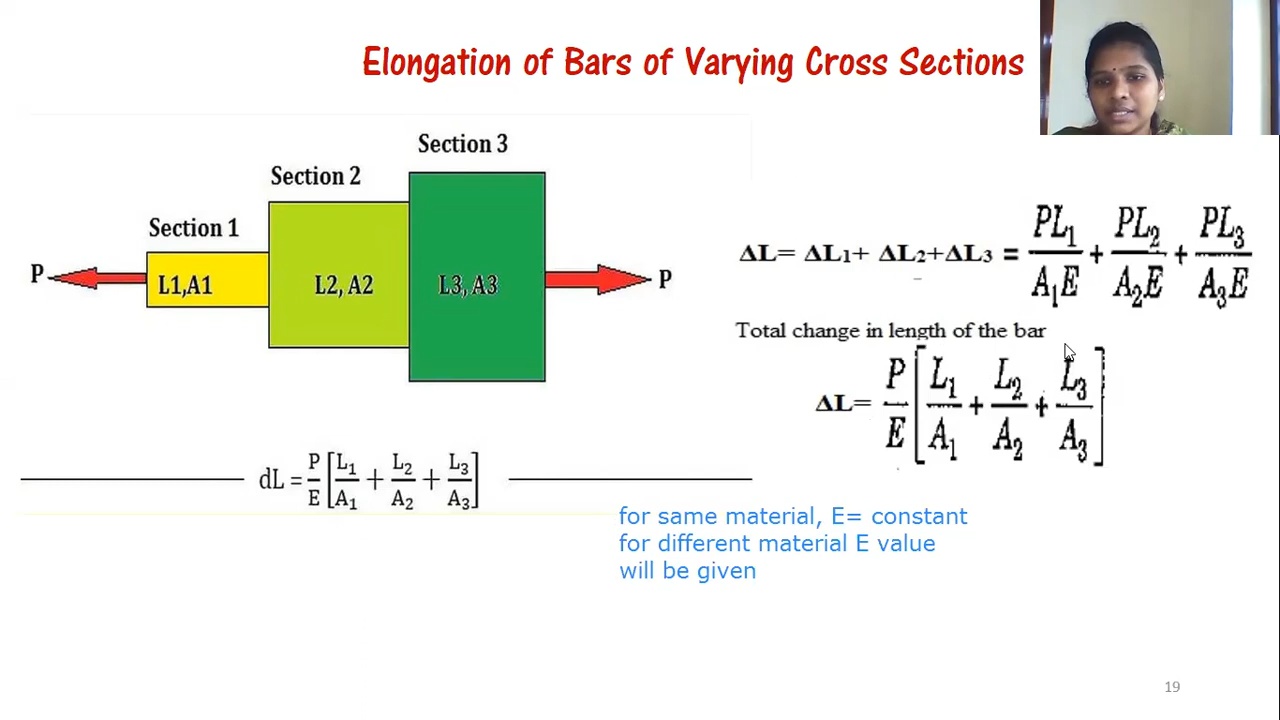 Elongation of Bars of Varying Cross Sections
Section 3
Section 2
Section 1
P
L1,A1
L2, A2
L3, A3
P
ΔL= ΔL₁+ ΔL₂+ΔL₃ = PL₁/A₁E + PL₂/A₂E + PL₃/A₃E
Total change in length of the bar
ΔL= P/E [L₁/A₁ + L₂/A₂ + L₃/A₃]
dL = P/E [L₁/A₁ + L₂/A₂ + L₃/A₃]
for same material, E= constant
for different material E value
will be given
19